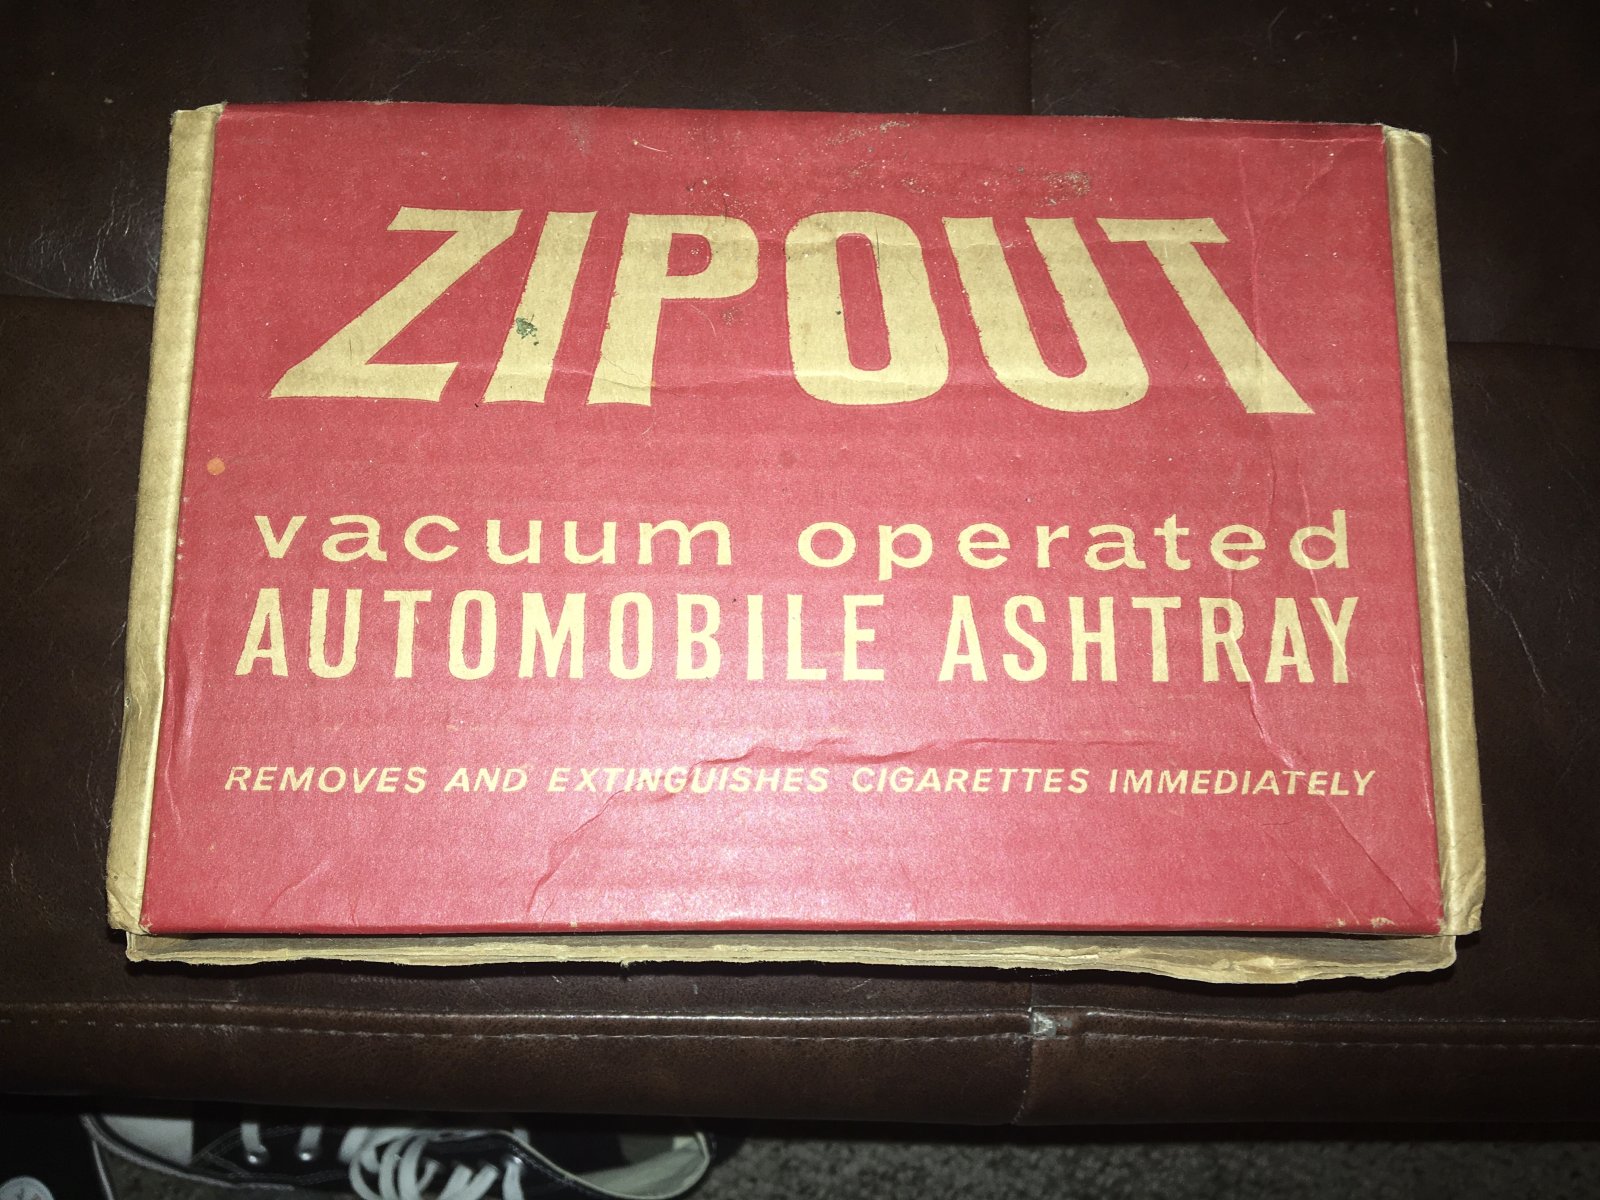 ZIPOUT
vacuum operated
AUTOMOBILE ASHTRAY
REMOVES AND EXTINGUISHES CIGARETTES IMMEDIATELY